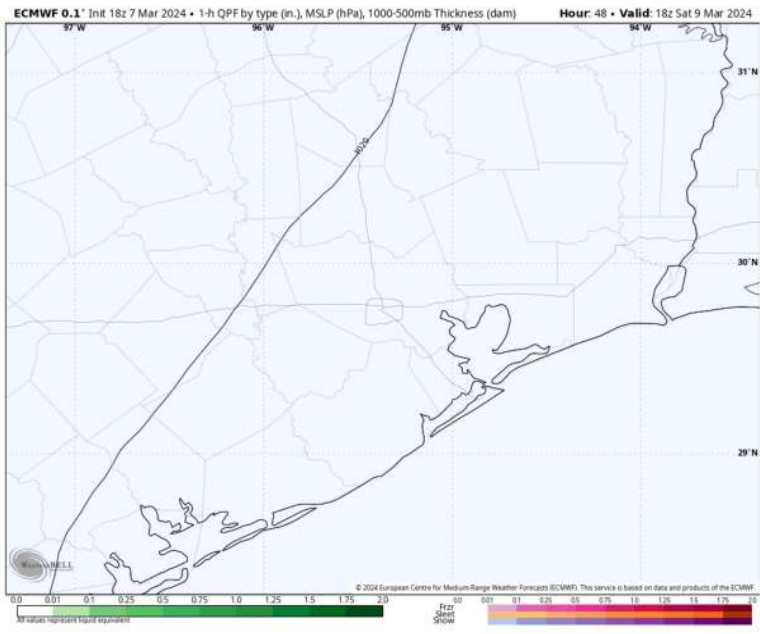 ECMWF 0.1° Init 18z 7 Mar 2024 • 1-h QPF by type (in.), MSLP (hPa), 1000-500mb Thickness (dam) Hour: 48 • Valid: 18z Sat 9 Mar 2024
97°W 96°W 95°W 94°W
31°N
1020
30°N
29°N
WeatherBELL
© 2024 European Centre for Medium-Range Weather Forecasts (ECMWF). This service is based on data and products of the ECMWF
0.0 0.01 0.1 0.25 0.5 0.75 1.0 1.25 1.5 1.75 2.0
All values represent liquid equivalent
0.0 0.01 0.1 0.25 0.5 0.75 1.0 1.25 1.5 1.75 2.0
Frzr
Sleet
Snow